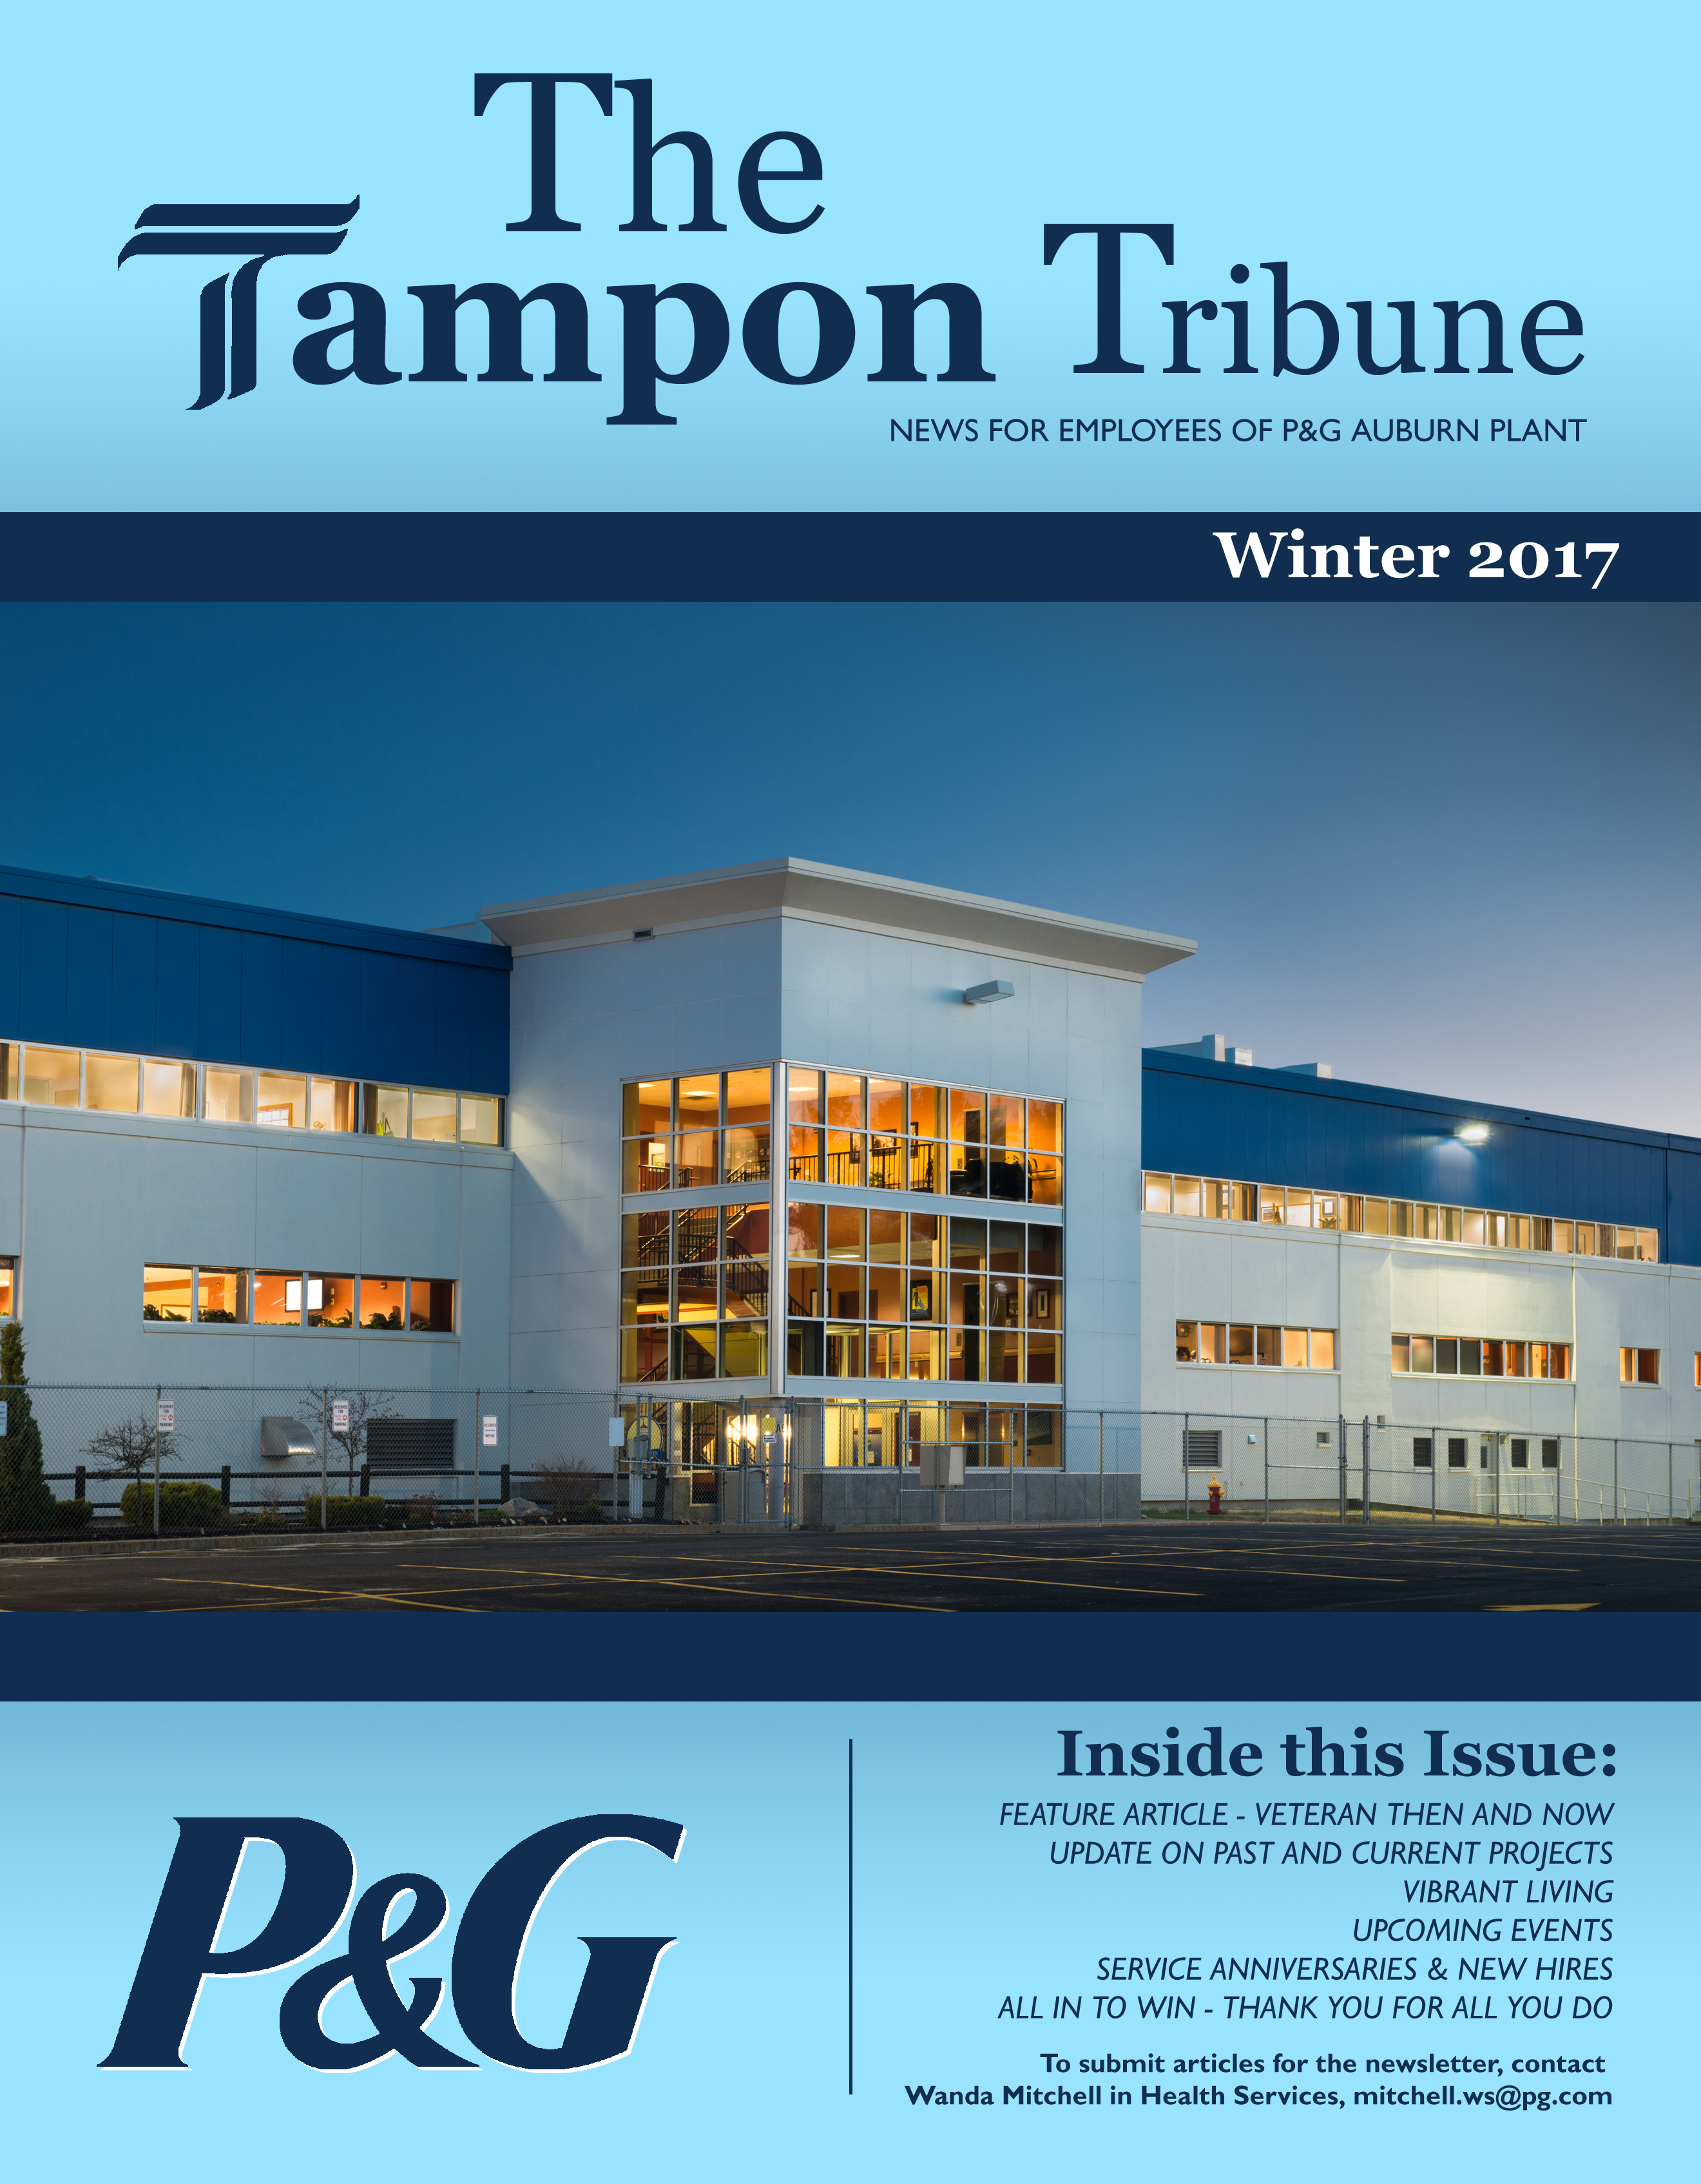 The
Tampon Tribune
NEWS FOR EMPLOYEES OF P&G AUBURN PLANT
Winter 2017
P&G
Inside this Issue:
FEATURE ARTICLE - VETERAN THEN AND NOW
UPDATE ON PAST AND CURRENT PROJECTS
VIBRANT LIVING
UPCOMING EVENTS
SERVICE ANNIVERSARIES & NEW HIRES
ALL IN TO WIN - THANK YOU FOR ALL YOU DO
To submit articles for the newsletter, contact
Wanda Mitchell in Health Services, mitchell.ws@pg.com